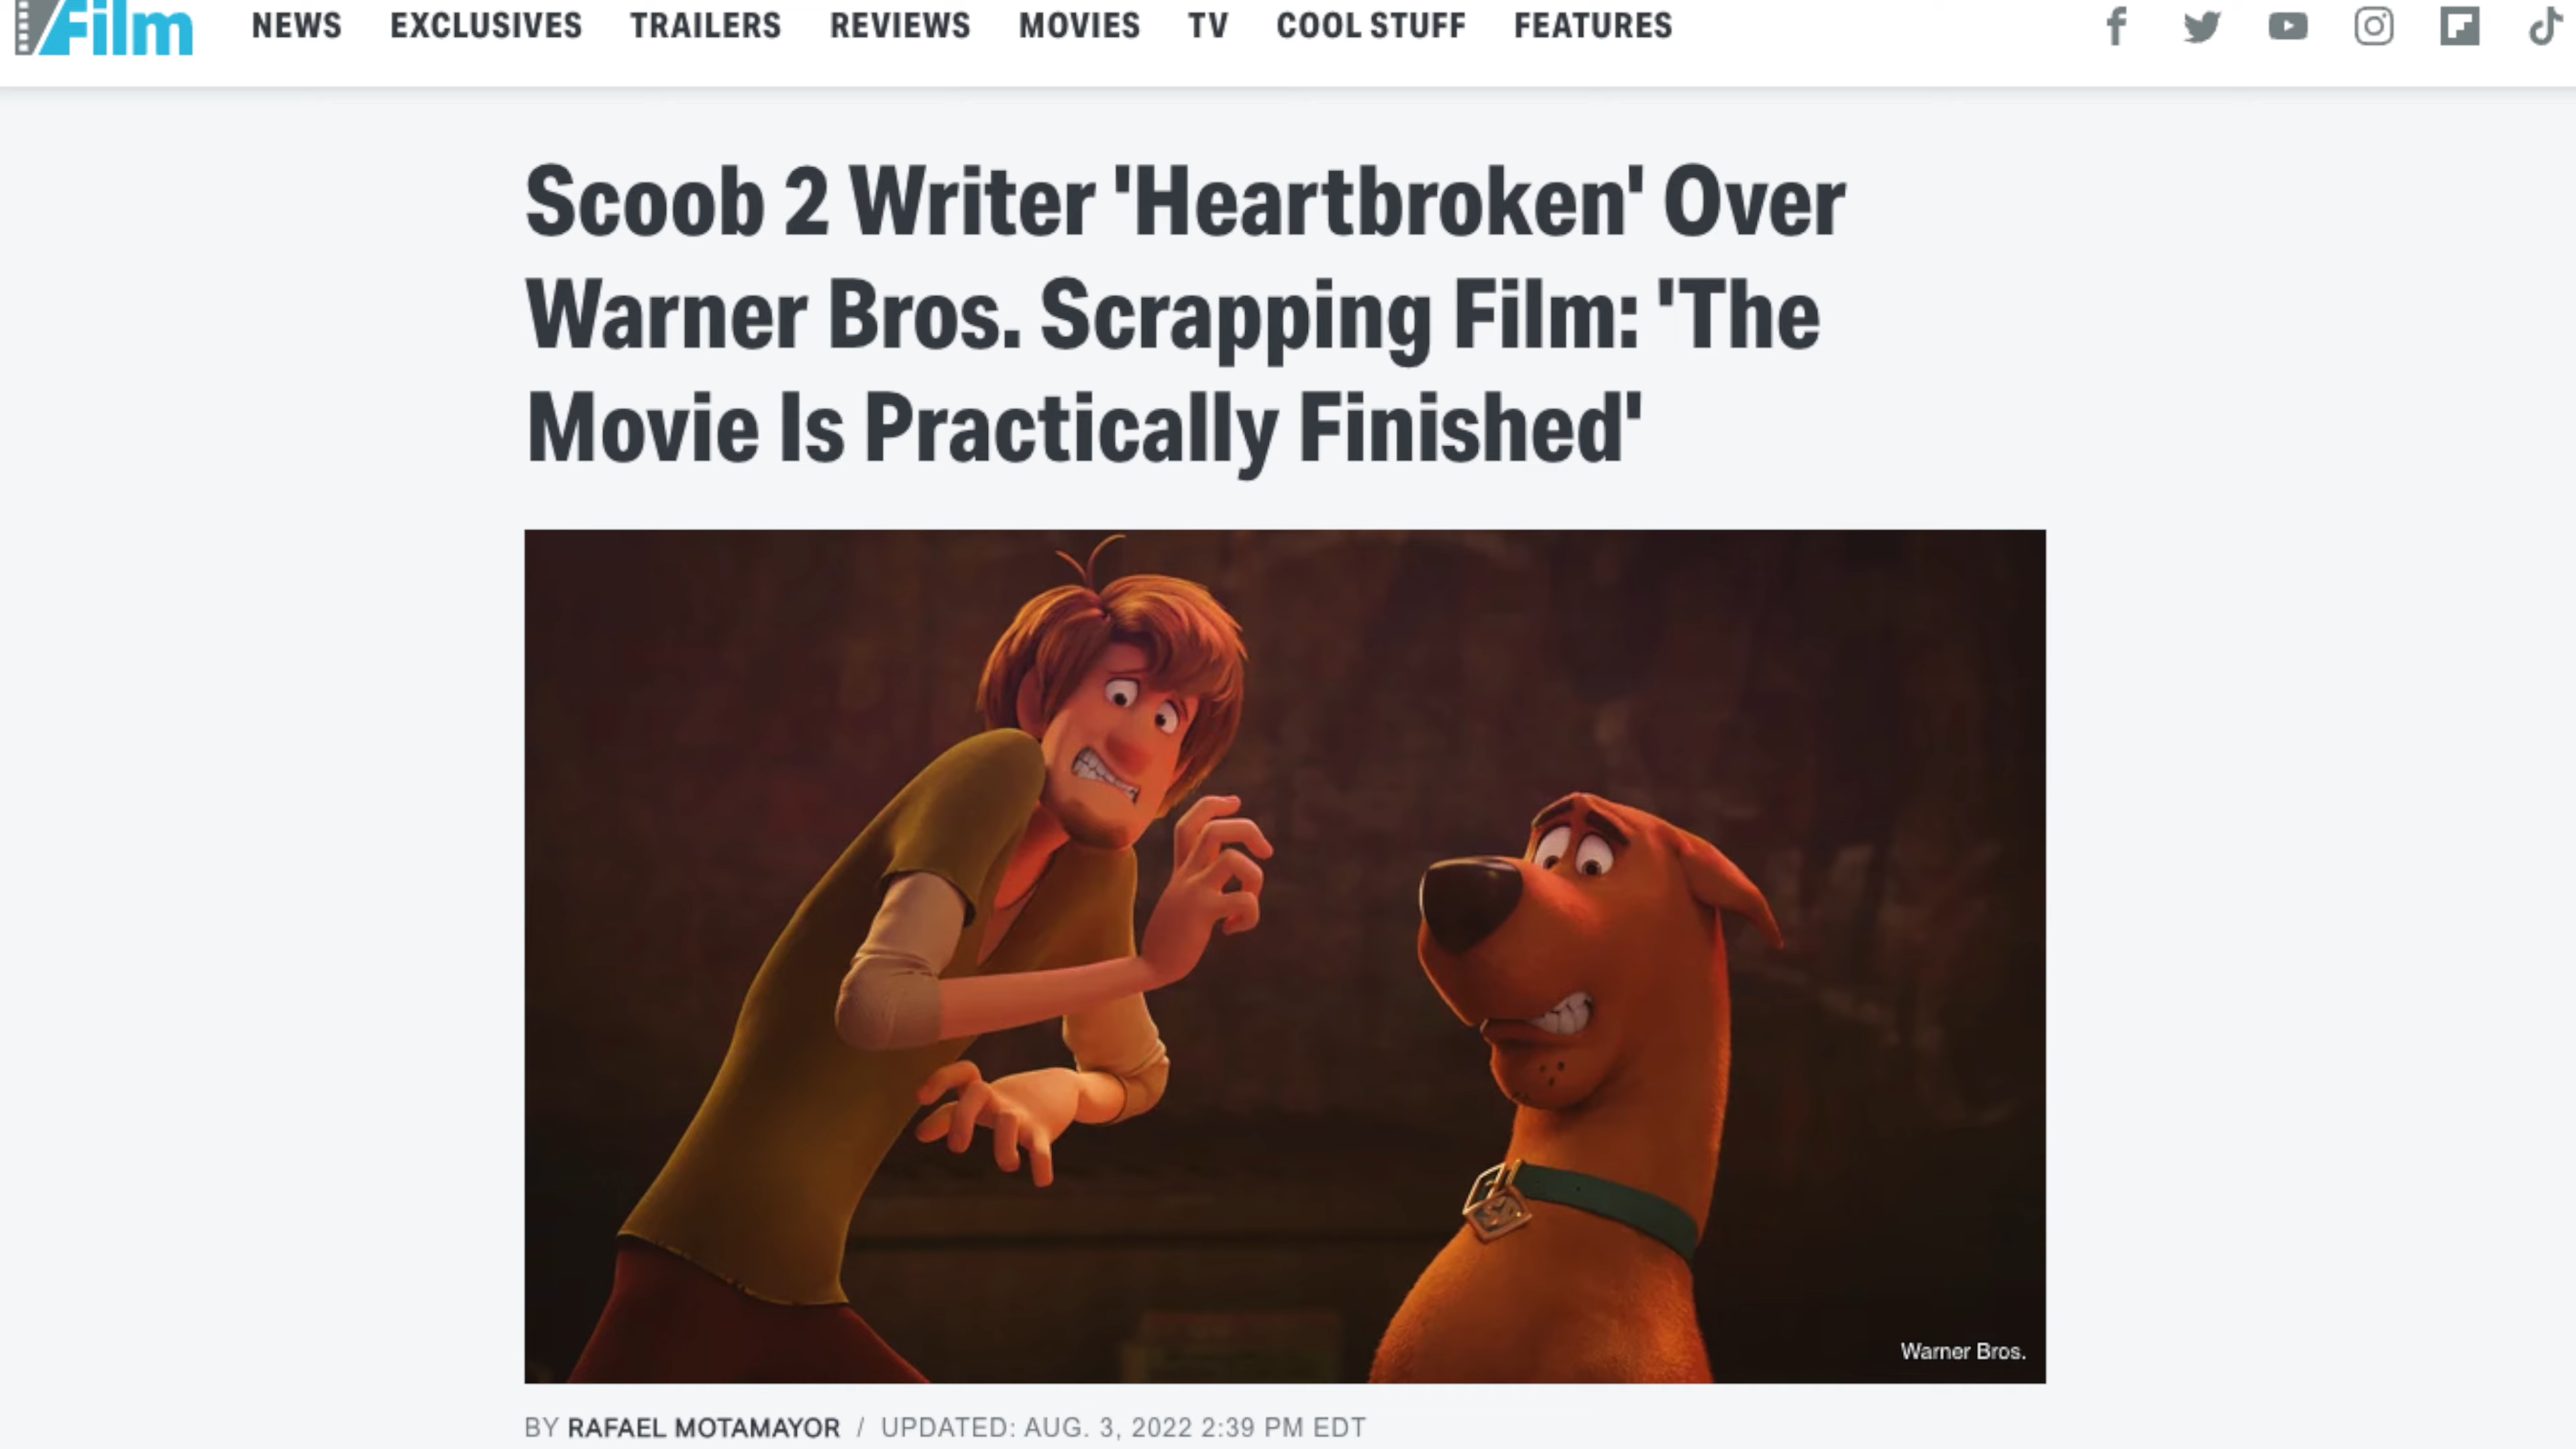 /Film NEWS EXCLUSIVES TRAILERS REVIEWS MOVIES TV COOL STUFF FEATURES
Scoob 2 Writer 'Heartbroken' Over
Warner Bros. Scrapping Film: 'The
Movie Is Practically Finished'
Warner Bros.
BY RAFAEL MOTAMAYOR / UPDATED: AUG. 3, 2022 2:39 PM EDT